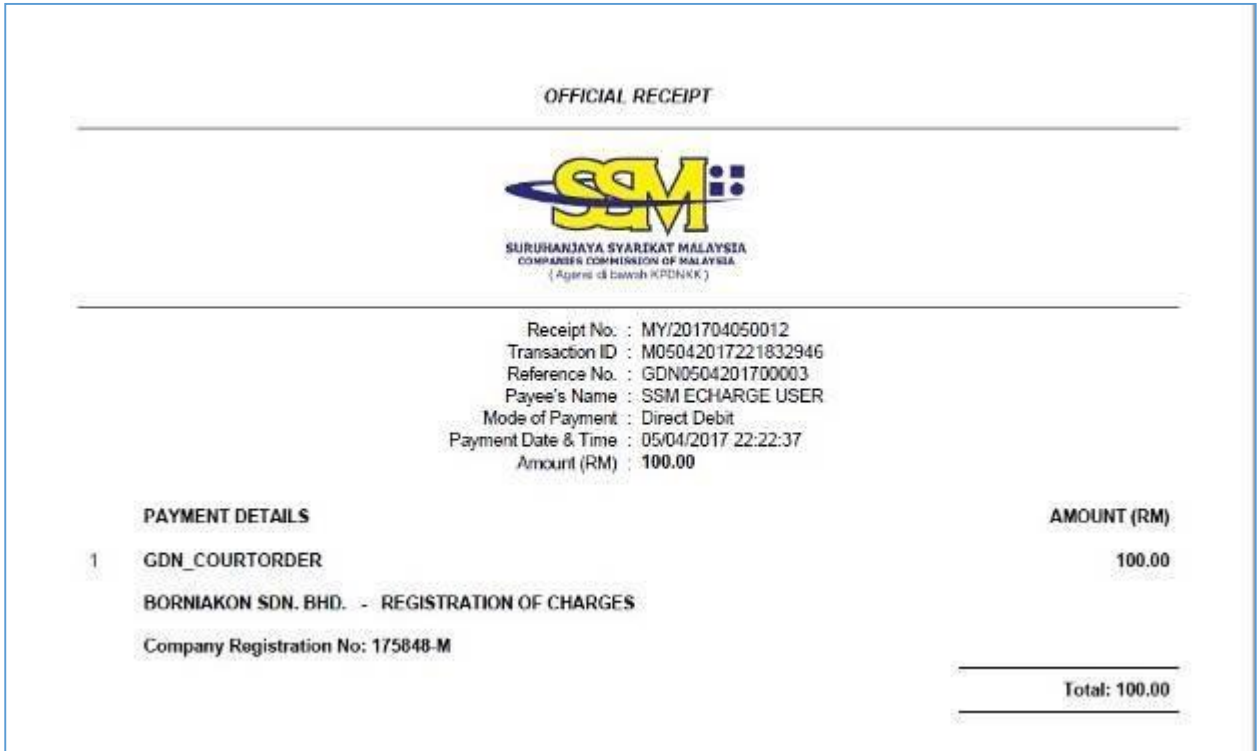 OFFICIAL RECEIPT
SSM
SURUHANJAYA SYARIKAT MALAYSIA
COMPANIES COMMISSION OF MALAYSIA
( Agensi di bawah KPDNKK )
Receipt No. : MY/201704050012
Transaction ID : M05042017221832946
Reference No. : GDN0504201700003
Payee's Name : SSM ECHARGE USER
Mode of Payment : Direct Debit
Payment Date & Time : 05/04/2017 22:22:37
Amount (RM) : 100.00
PAYMENT DETAILS AMOUNT (RM)
1 GDN_COURTORDER 100.00
BORNIAKON SDN. BHD. - REGISTRATION OF CHARGES
Company Registration No: 175848-M
Total: 100.00